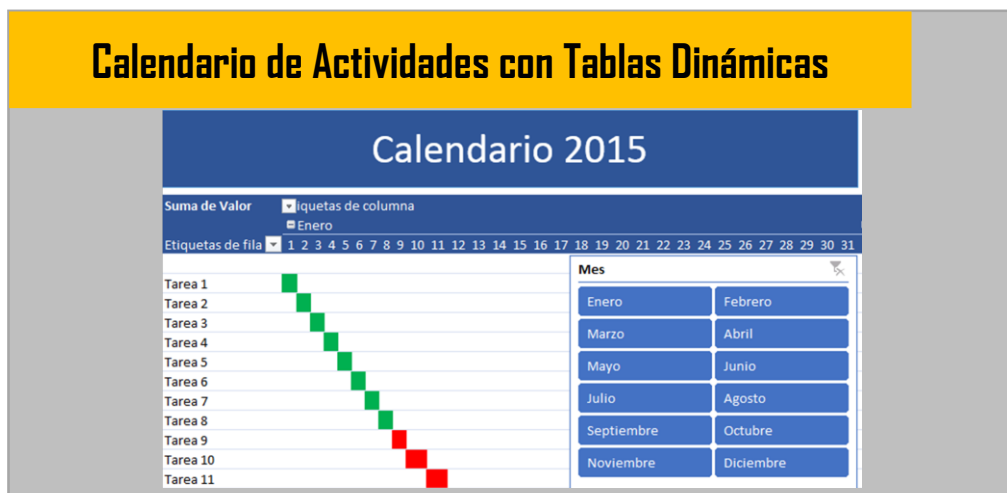 Calendario de Actividades con Tablas Dinámicas
Calendario 2015
Suma de Valor iquetas de columna
Enero
Etiquetas de fila 1 2 3 4 5 6 7 8 9 10 11 12 13 14 15 16 17 18 19 20 21 22 23 24 25 26 27 28 29 30 31
Mes
Tarea 1
Tarea 2
Tarea 3
Tarea 4
Tarea 5
Tarea 6
Tarea 7
Tarea 8
Tarea 9
Tarea 10
Tarea 11
Enero Febrero
Marzo Abril
Mayo Junio
Julio Agosto
Septiembre Octubre
Noviembre Diciembre